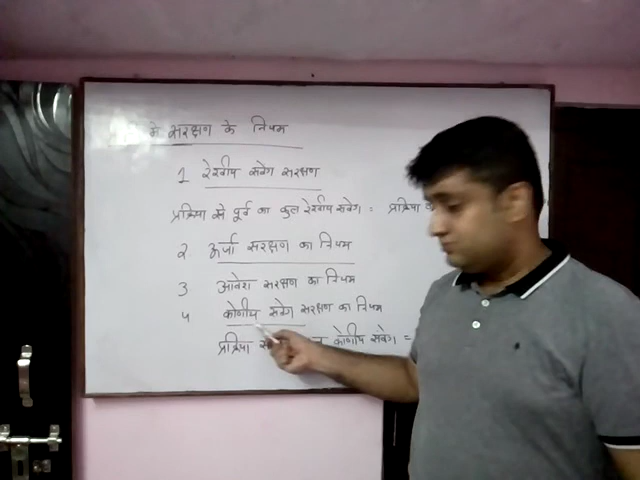 के संरक्षण के नियम
1 रेखीय संवेग संरक्षण
प्रक्रिया से पूर्व का कुल रेखीय संवेग = प्रक्रिया
2 ऊर्जा संरक्षण का नियम
3 आवेश संरक्षण का नियम
4 कोणीय संवेग संरक्षण का नियम
प्रक्रिया कोणीय संवेग =